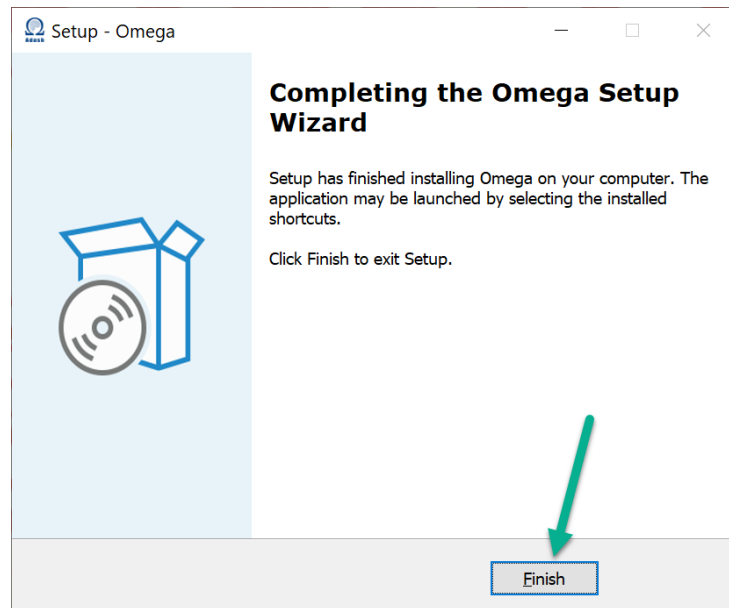 Setup - Omega
Completing the Omega Setup
Wizard
Setup has finished installing Omega on your computer. The
application may be launched by selecting the installed
shortcuts.
Click Finish to exit Setup.
Finish